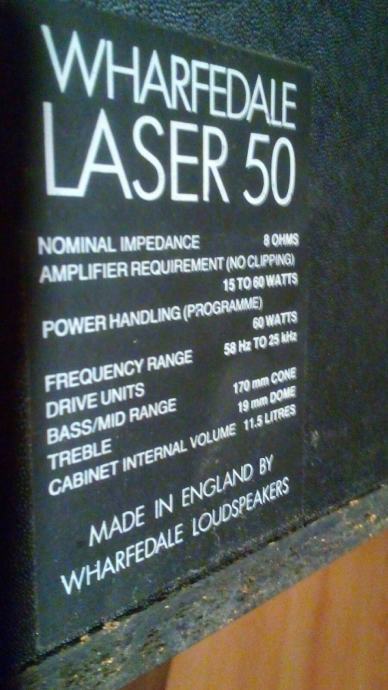 WHARFEDALE
LASER 50
NOMINAL IMPEDANCE 8 OHMS
AMPLIFIER REQUIREMENT (NO CLIPPING)
15 TO 60 WATTS
POWER HANDLING (PROGRAMME)
60 WATTS
FREQUENCY RANGE 58 Hz TO 25 kHz
DRIVE UNITS
BASS/MID RANGE 170 mm CONE
TREBLE 19 mm DOME
CABINET INTERNAL VOLUME 11.5 LITRES
MADE IN ENGLAND BY
WHARFEDALE LOUDSPEAKERS